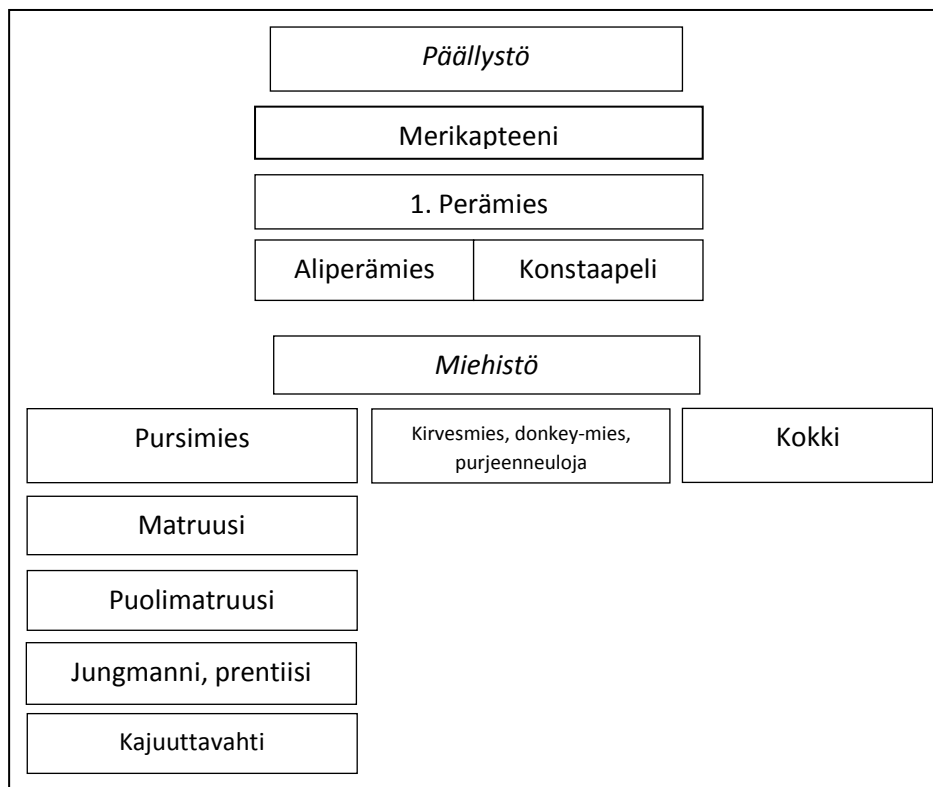 Päällystö
Merikapteeni
1. Perämies
Aliperämies
Konstaapeli
Miehistö
Pursimies
Kirvesmies, donkey-mies,
purjeenneuloja
Kokki
Matruusi
Puolimatruusi
Jungmanni, prentiisi
Kajuuttavahti